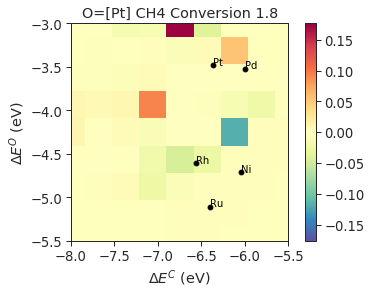 O=[Pt] CH4 Conversion 1.8
−3.0
−3.5
−4.0
−4.5
−5.0
−5.5
ΔE^O (eV)
Pt
Pd
Rh
Ni
Ru
−8.0 −7.5 −7.0 −6.5 −6.0 −5.5
ΔE^C (eV)
0.15
0.10
0.05
0.00
−0.05
−0.10
−0.15